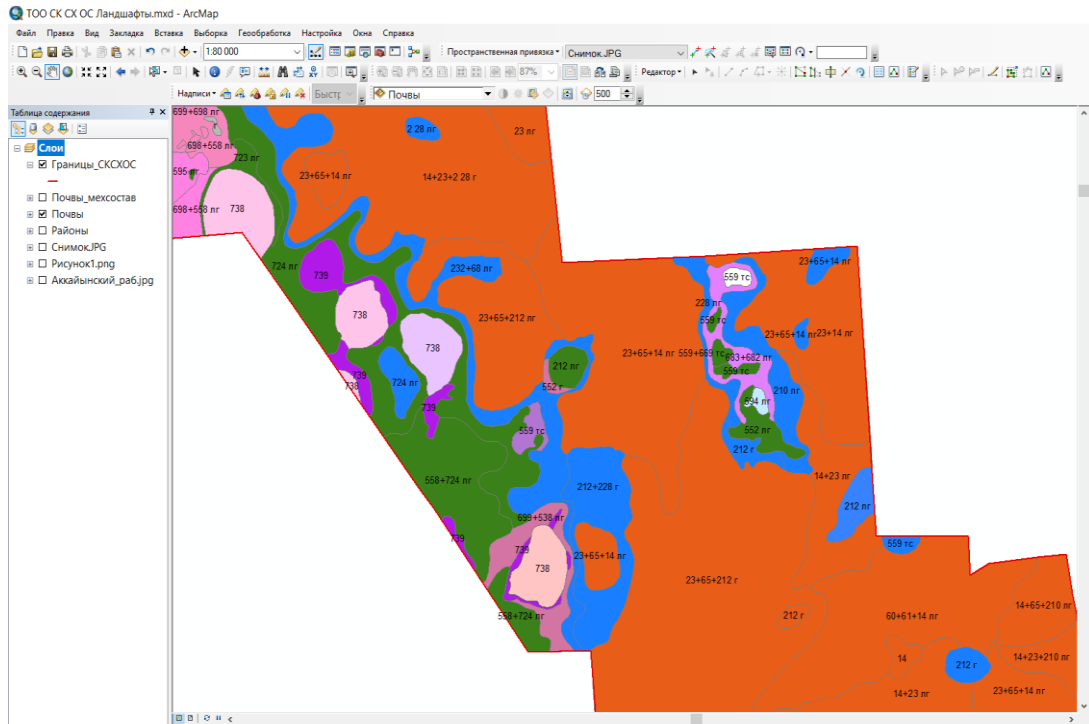 ТОО СК СХ ОС Ландшафты.mxd - ArcMap
Файл Правка Вид Закладка Вставка Выборка Геообработка Настройка Окна Справка
1:80 000 Пространственная привязка Снимок.JPG
87% Редактор
Надписи Быстр Почвы 500
Таблица содержания
Слои
Границы_СКСХОС
Почвы_мехсостав
Почвы
Районы
Снимок.JPG
Рисунок1.png
Аккайынский_раб.jpg
699+698 лг
2 28 лг
23 лг
698+558 лг
723 лг
595 лг
23+65+14 лг
14+23+2 28 г
698+558 лг
738
724 лг
739
232+68 лг
23+65+14 лг
559 тс
228 лг
738
23+65+212 лг
559 тс
23+65+14 лг
23+14 лг
738
23+65+14 лг
559+669 тс
683+682 лг
212 лг
559 тс
739
738
724 лг
552 г
210 лг
739
594 лг
559 тс
552 лг
212 г
558+724 лг
14+23 лг
212+228 г
212 лг
699+538 лг
739
559 тс
739
23+65+14 лг
738
23+65+212 г
14+65+210 лг
558+724 лг
212 г
60+61+14 лг
14
212 г
14+23+210 лг
14+23 лг
23+65+14 лг